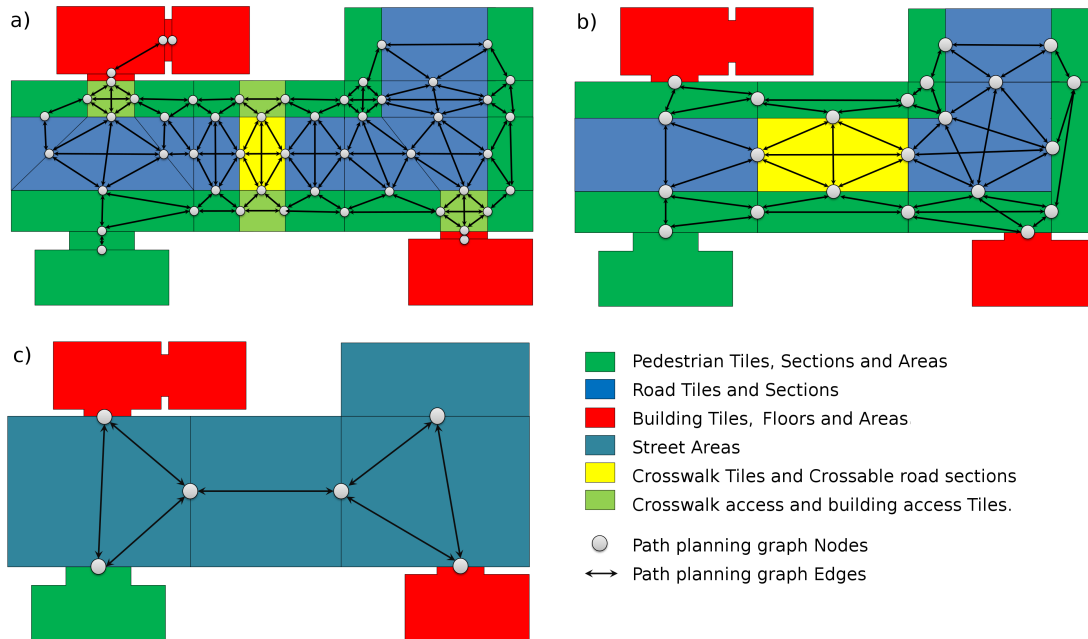 a)
b)
c)
Pedestrian Tiles, Sections and Areas
Road Tiles and Sections
Building Tiles, Floors and Areas
Street Areas
Crosswalk Tiles and Crossable road sections
Crosswalk access and building access Tiles.
Path planning graph Nodes
Path planning graph Edges